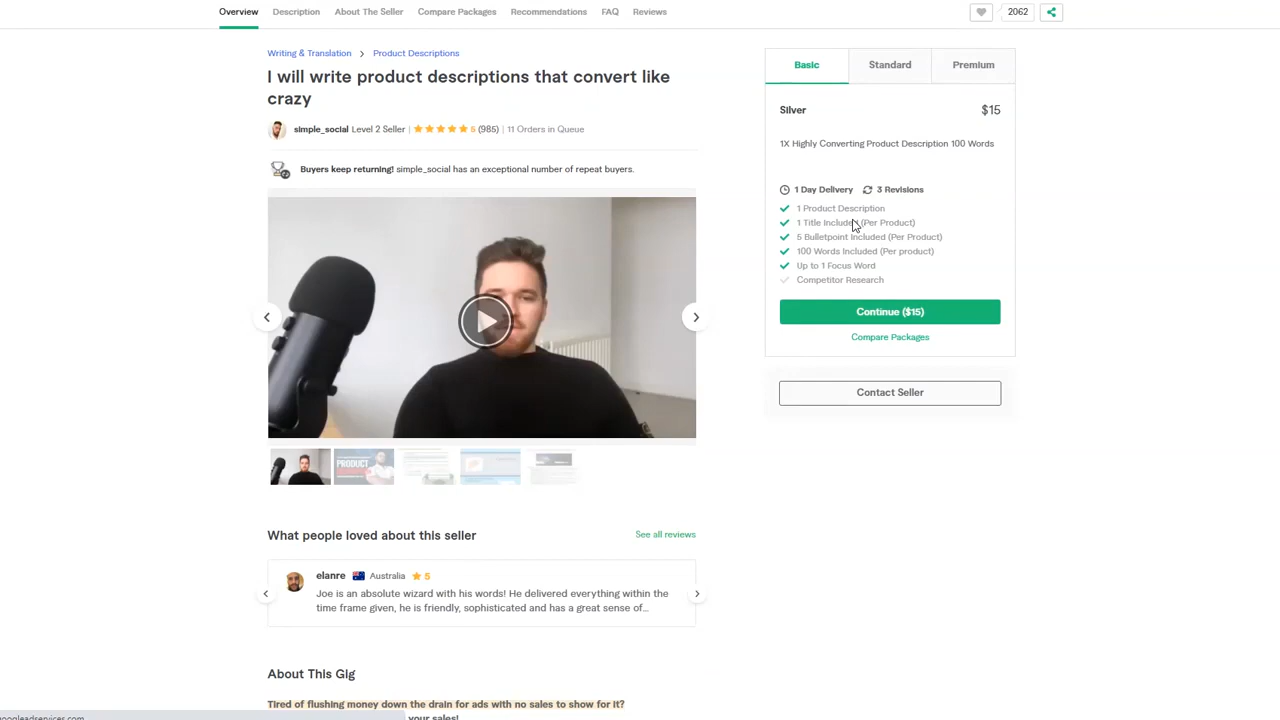 Overview Description About The Seller Compare Packages Recommendations FAQ Reviews 2062
Writing & Translation Product Descriptions
I will write product descriptions that convert like
crazy
simple_social Level 2 Seller | 5 (985) | 11 Orders in Queue
Buyers keep returning! simple_social has an exceptional number of repeat buyers.
PRODUCT
What people loved about this seller See all reviews
elanre Australia 5
Joe is an absolute wizard with his words! He delivered everything within the
time frame given, he is friendly, sophisticated and has a great sense of...
About This Gig
Tired of flushing money down the drain for ads with no sales to show for it?
your sales!
Basic Standard Premium
Silver $15
1X Highly Converting Product Description 100 Words
1 Day Delivery 3 Revisions
1 Product Description
1 Title Included (Per Product)
5 Bulletpoint Included (Per Product)
100 Words Included (Per product)
Up to 1 Focus Word
Competitor Research
Continue ($15)
Compare Packages
Contact Seller